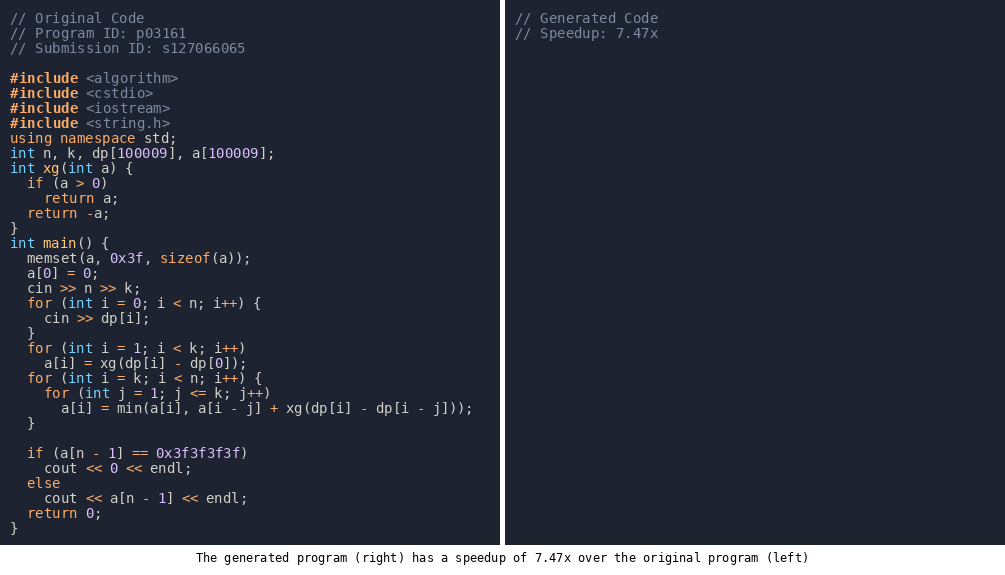 // Original Code
// Program ID: p03161
// Submission ID: s127066065
#include <algorithm>
#include <cstdio>
#include <iostream>
#include <string.h>
using namespace std;
int n, k, dp[100009], a[100009];
int xg(int a) {
  if (a > 0)
    return a;
  return -a;
}
int main() {
  memset(a, 0x3f, sizeof(a));
  a[0] = 0;
  cin >> n >> k;
  for (int i = 0; i < n; i++) {
    cin >> dp[i];
  }
  for (int i = 1; i < k; i++)
    a[i] = xg(dp[i] - dp[0]);
  for (int i = k; i < n; i++) {
    for (int j = 1; j <= k; j++)
      a[i] = min(a[i], a[i - j] + xg(dp[i] - dp[i - j]));
  }
  if (a[n - 1] == 0x3f3f3f3f)
    cout << 0 << endl;
  else
    cout << a[n - 1] << endl;
  return 0;
}
// Generated Code
// Speedup: 7.47x
The generated program (right) has a speedup of 7.47x over the original program (left)